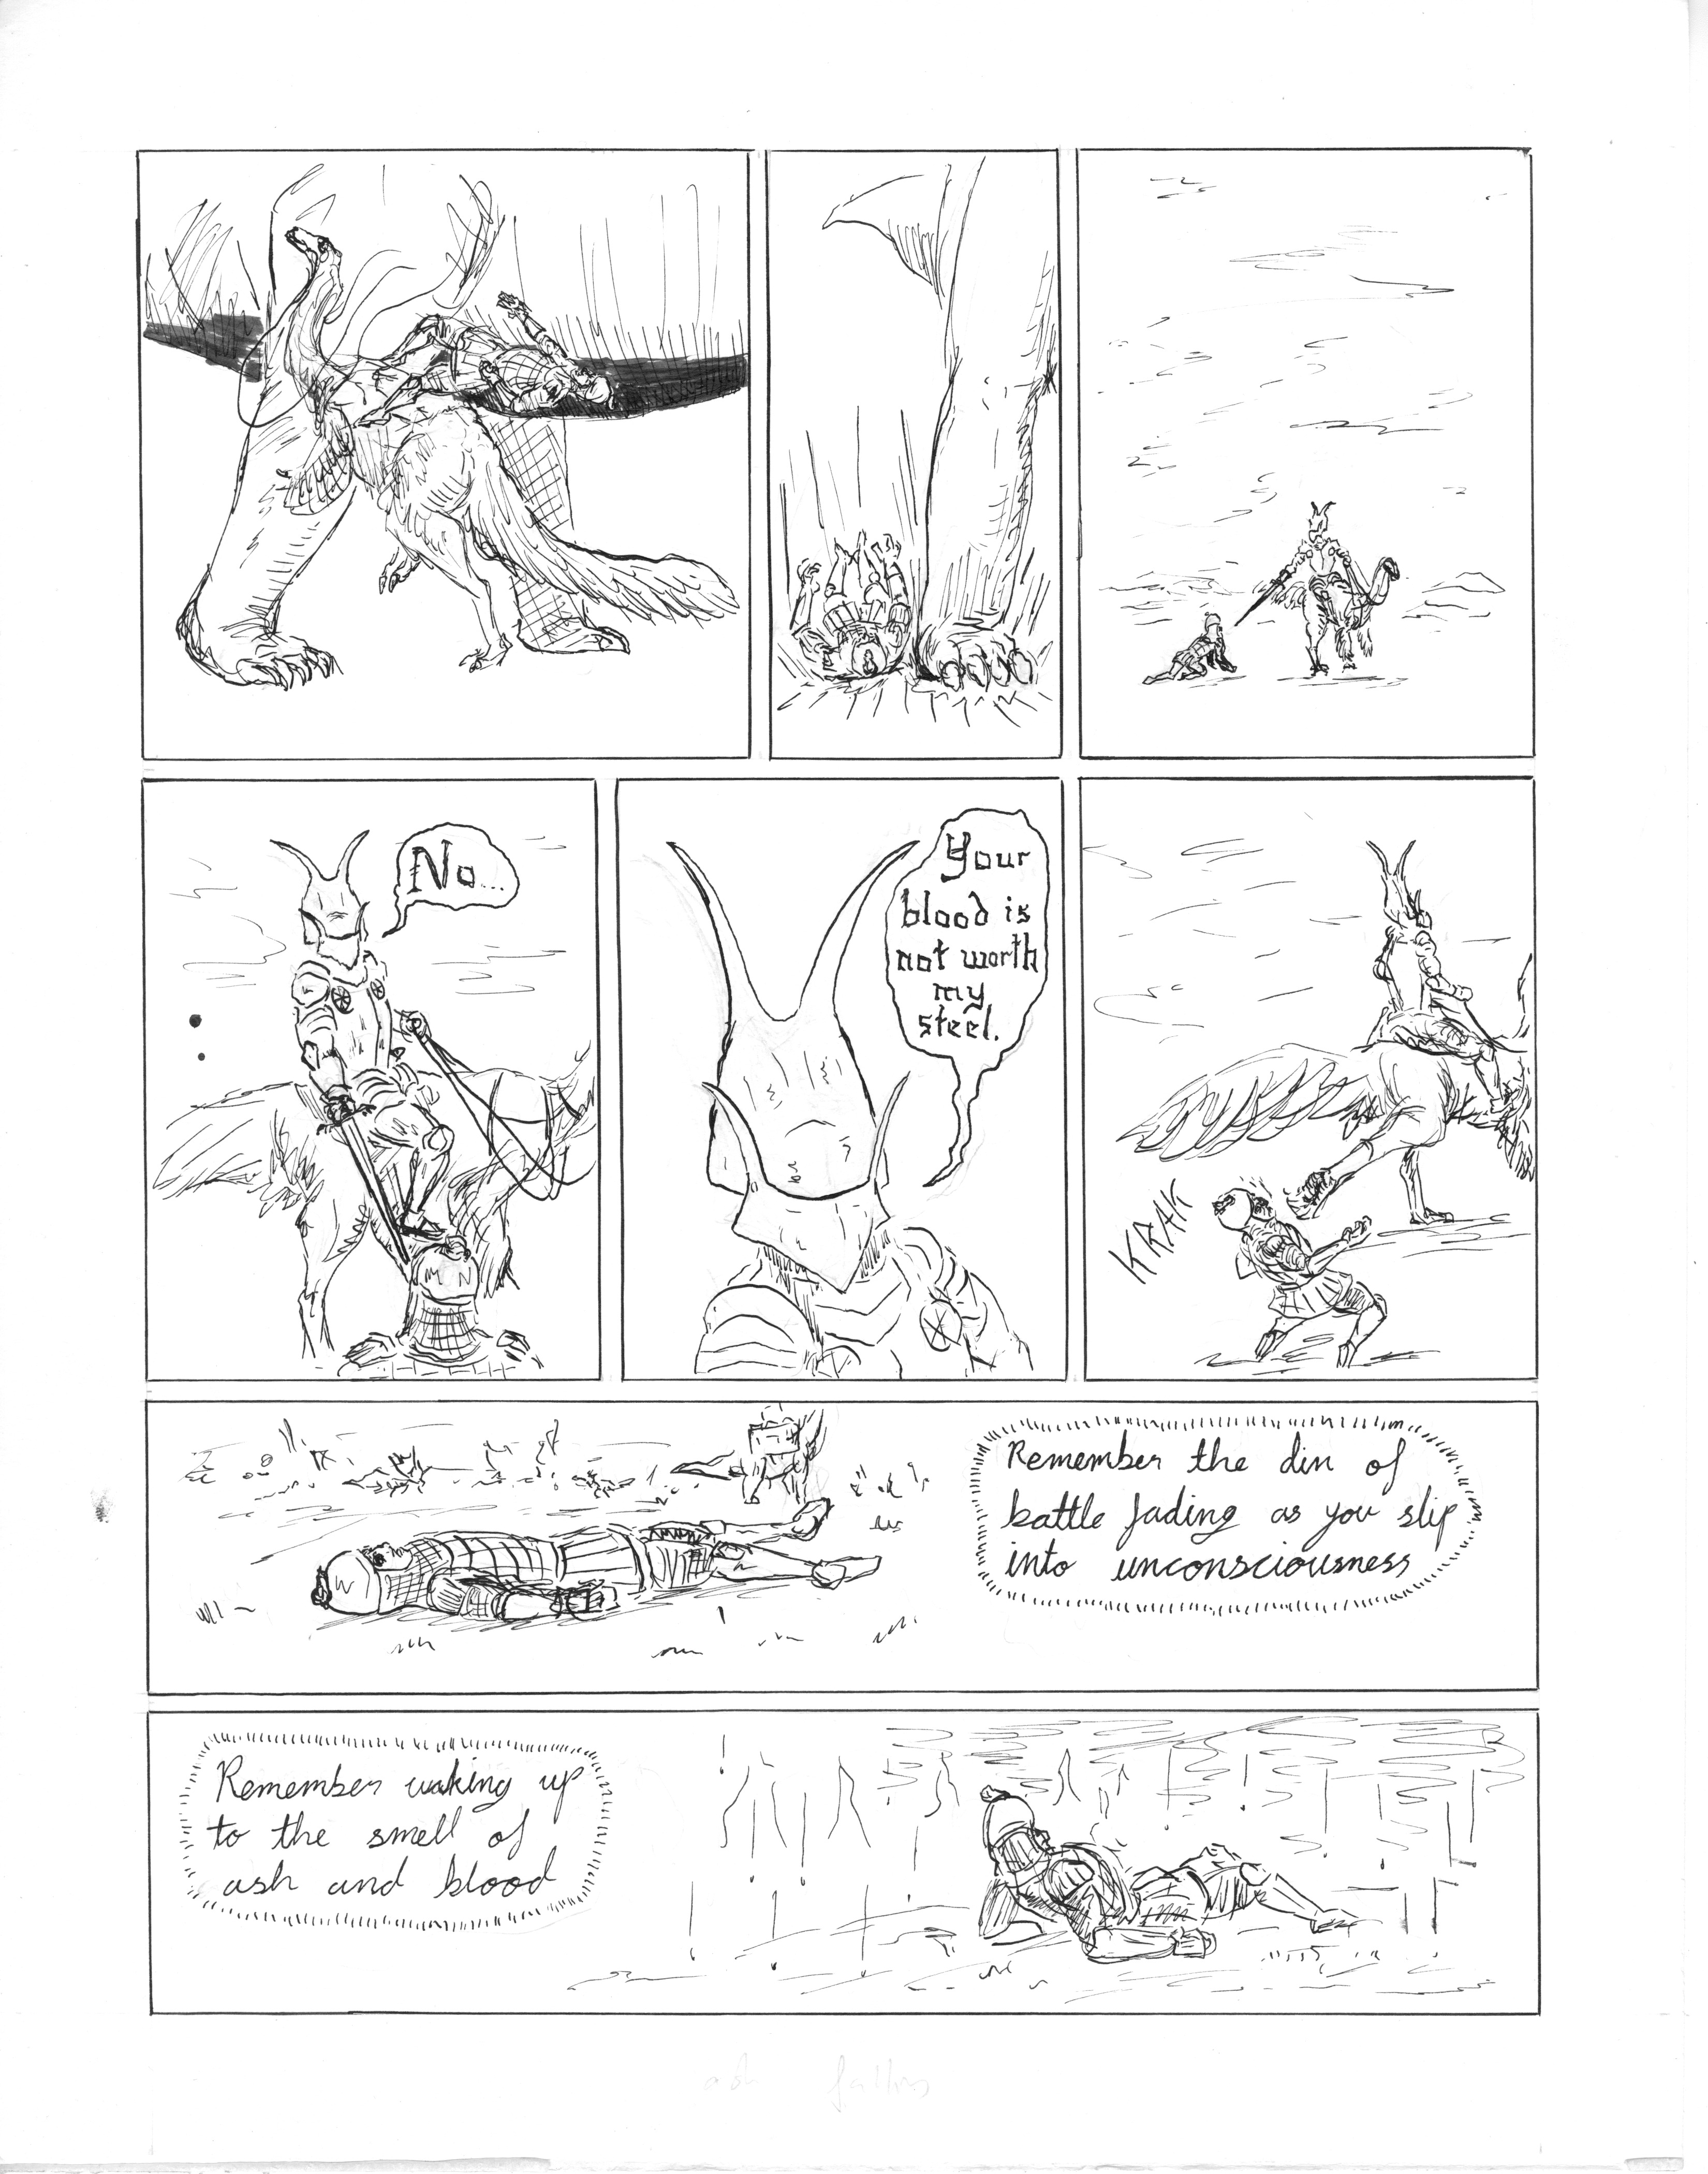 No...
Your
blood is
not worth
my
steel.
KRAK
Remember the din of
battle fading as you slip
into unconsciousness
Remember waking up
to the smell of
ash and blood